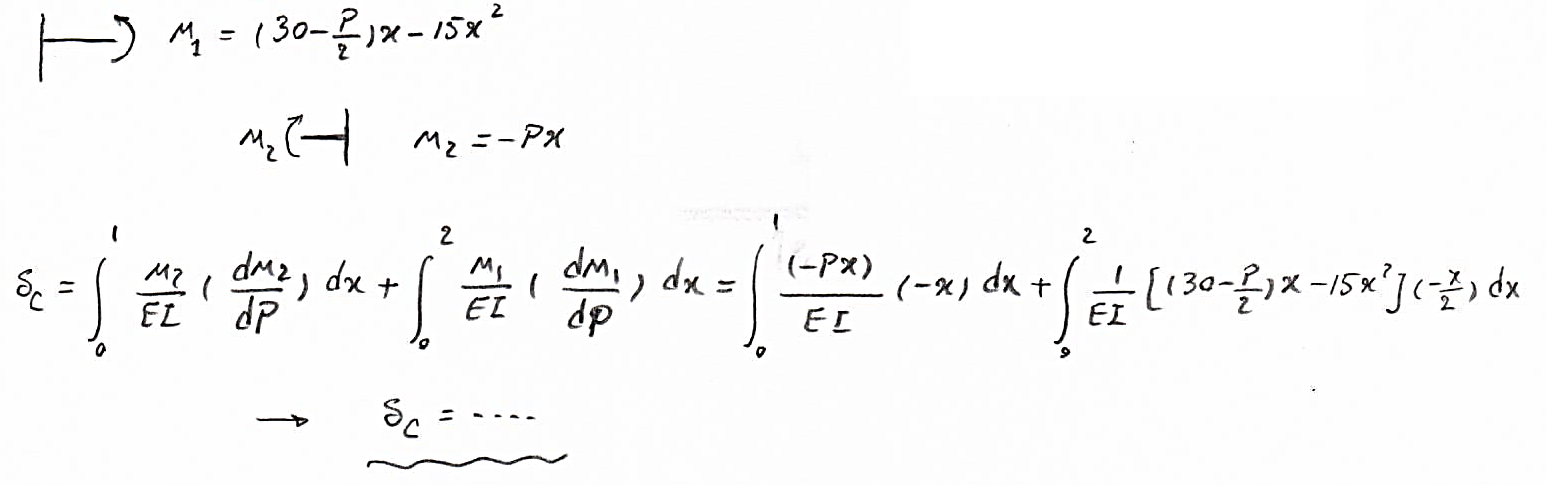 M₁ = (30-P/2)x-15x²
M₂ M₂ = -Px
δ_C = ∫₀¹ M₂/EI (dM₂/dP) dx + ∫₀² M₁/EI (dM₁/dP) dx = ∫₀¹ (-Px)/EI (-x) dx + ∫₀² 1/EI [(30-P/2)x-15x²](-x/2) dx
→ δ_C = ----